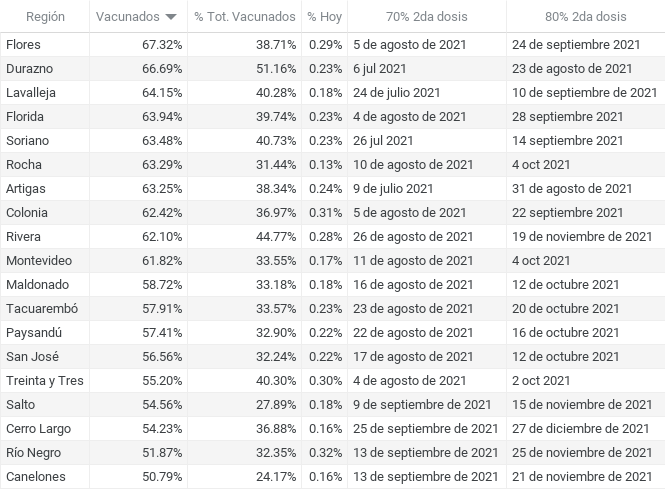 Región Vacunados % Tot. Vacunados % Hoy 70% 2da dosis 80% 2da dosis
Flores 67.32% 38.71% 0.29% 5 de agosto de 2021 24 de septiembre 2021
Durazno 66.69% 51.16% 0.23% 6 jul 2021 23 de agosto de 2021
Lavalleja 64.15% 40.28% 0.18% 24 de julio 2021 10 de septiembre de 2021
Florida 63.94% 39.74% 0.23% 4 de agosto de 2021 28 septiembre 2021
Soriano 63.48% 40.73% 0.23% 26 jul 2021 14 septiembre 2021
Rocha 63.29% 31.44% 0.13% 10 de agosto de 2021 4 oct 2021
Artigas 63.25% 38.34% 0.24% 9 de julio 2021 31 de agosto de 2021
Colonia 62.42% 36.97% 0.31% 5 de agosto de 2021 22 septiembre 2021
Rivera 62.10% 44.77% 0.28% 26 de agosto de 2021 19 de noviembre de 2021
Montevideo 61.82% 33.55% 0.17% 11 de agosto de 2021 4 oct 2021
Maldonado 58.72% 33.18% 0.18% 16 de agosto de 2021 12 de octubre 2021
Tacuarembó 57.91% 33.57% 0.23% 23 de agosto de 2021 20 de octubre 2021
Paysandú 57.41% 32.90% 0.22% 22 de agosto de 2021 16 de octubre 2021
San José 56.56% 32.24% 0.22% 17 de agosto de 2021 12 de octubre 2021
Treinta y Tres 55.20% 40.30% 0.30% 4 de agosto de 2021 2 oct 2021
Salto 54.56% 27.89% 0.18% 9 de septiembre de 2021 15 de noviembre de 2021
Cerro Largo 54.23% 36.88% 0.16% 25 de septiembre de 2021 27 de diciembre de 2021
Río Negro 51.87% 32.35% 0.32% 13 de septiembre de 2021 25 de noviembre de 2021
Canelones 50.79% 24.17% 0.16% 13 de septiembre de 2021 21 de noviembre de 2021